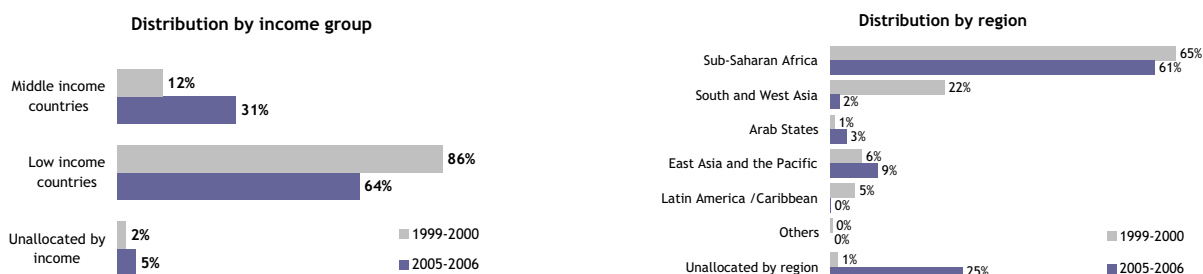 Distribution by income group
Middle income
countries
12%
31%
Low income
countries
86%
64%
Unallocated by
income
2%
5%
1999-2000
2005-2006
Distribution by region
Sub-Saharan Africa
65%
61%
South and West Asia
22%
2%
Arab States
1%
3%
East Asia and the Pacific
6%
9%
Latin America /Caribbean
5%
0%
Others
0%
0%
Unallocated by region
1%
25%
1999-2000
2005-2006